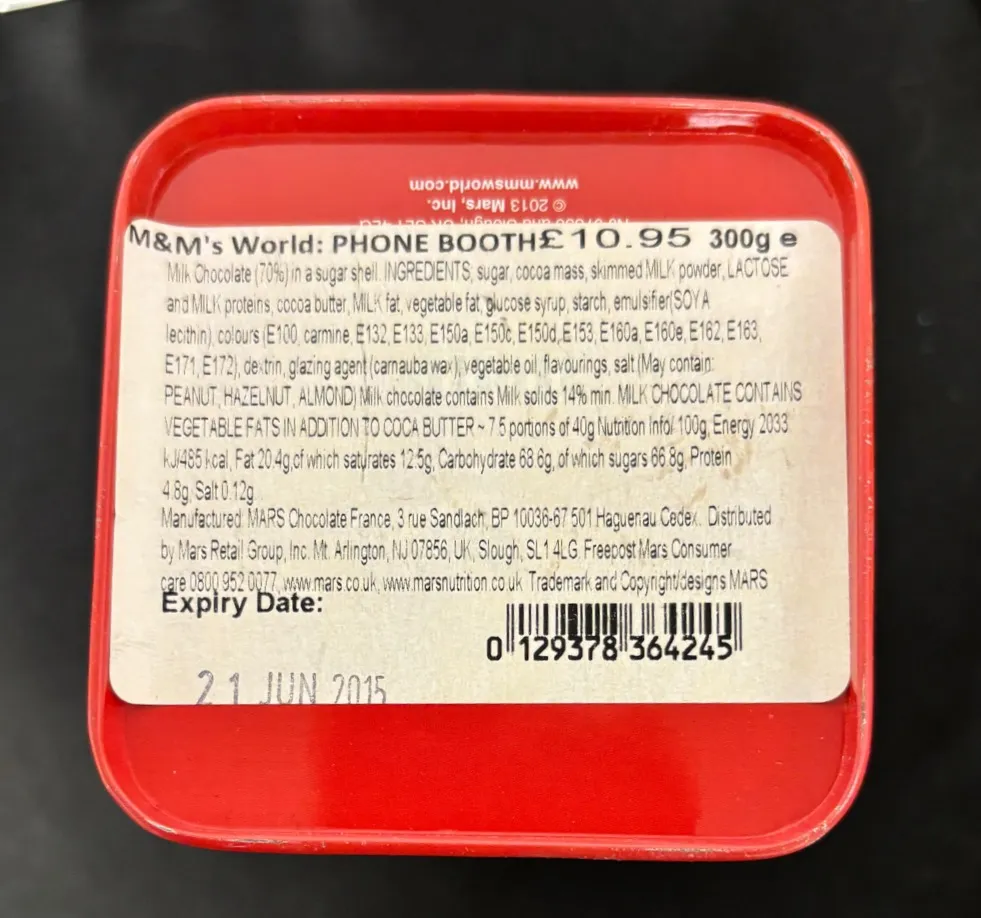 www.mmsworld.com
© 2013 Mars, Inc.
M&M's World: PHONE BOOTH£10.95 300g e
Milk Chocolate (70%) in a sugar shell. INGREDIENTS; sugar, cocoa mass, skimmed MILK powder, LACTOSE
and MILK proteins, cocoa butter, MILK fat, vegetable fat, glucose syrup, starch, emulsifier(SOYA
lecithin), colours (E100, carmine, E132, E133, E150a, E150c, E150d, E153, E160a, E160e, E162, E163,
E171, E172), dextrin, glazing agent (carnauba wax), vegetable oil, flavourings, salt (May contain:
PEANUT, HAZELNUT, ALMOND) Milk chocolate contains Milk solids 14% min. MILK CHOCOLATE CONTAINS
VEGETABLE FATS IN ADDITION TO COCA BUTTER ~ 7.5 portions of 40g Nutrition Info/ 100g, Energy 2033
kJ/485 kcal, Fat 20.4g,of which saturates 12.5g, Carbohydrate 68.6g, of which sugars 66.8g, Protein
4.8g, Salt 0.12g.
Manufactured: MARS Chocolate France, 3 rue Sandlach, BP 10036-67 501 Haguenau Cedex. Distributed
by Mars Retail Group, Inc. Mt. Arlington, NJ 07856, UK, Slough, SL1 4LG. Freepost Mars Consumer
care 0800 952 0077, www.mars.co.uk, www.marsnutrition.co.uk Trademark and Copyright/designs MARS
Expiry Date:
0 129378 364245
21 JUN 2015